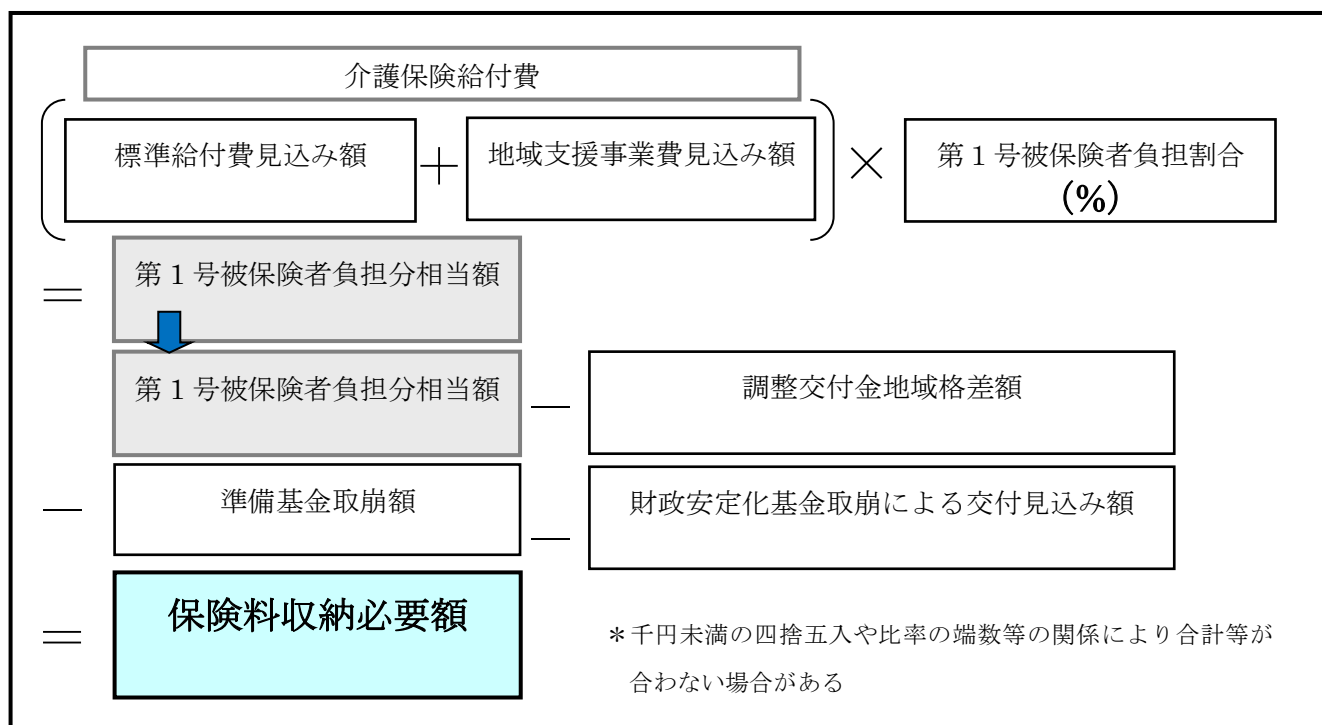 介護保険給付費
標準給付費見込み額 + 地域支援事業費見込み額 × 第1号被保険者負担割合
(%)
= 第1号被保険者負担分相当額
第1号被保険者負担分相当額 - 調整交付金地域格差額
- 準備基金取崩額 - 財政安定化基金取崩による交付見込み額
= 保険料収納必要額
*千円未満の四捨五入や比率の端数等の関係により合計等が
合わない場合がある